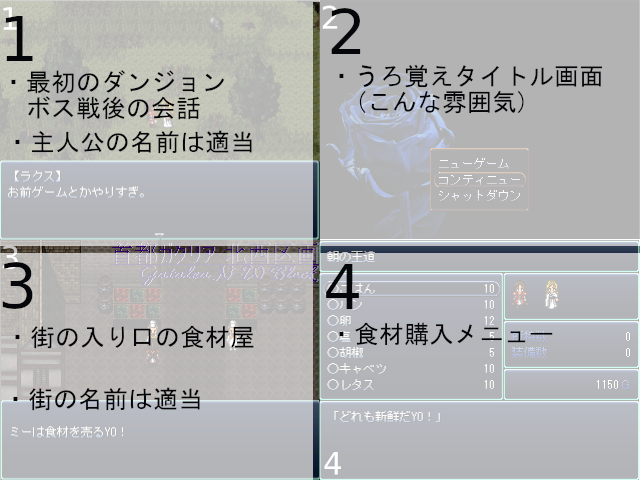 1
1
・最初のダンジョン
ボス戦後の会話
・主人公の名前は適当
【ラクス】
お前ゲームとかやりすぎ。
2
2
・うろ覚えタイトル画面
(こんな雰囲気)
ニューゲーム
コンティニュー
シャットダウン
3
3
・街の入り口の食材屋
・街の名前は適当
ミーは食材を売るYO!
4
・食材購入メニュー
10
5
○卵 12
5
○胡椒 5
○キャベツ 10
○レタス 10
0
0
1150 G
「どれも新鮮だYO!」
4